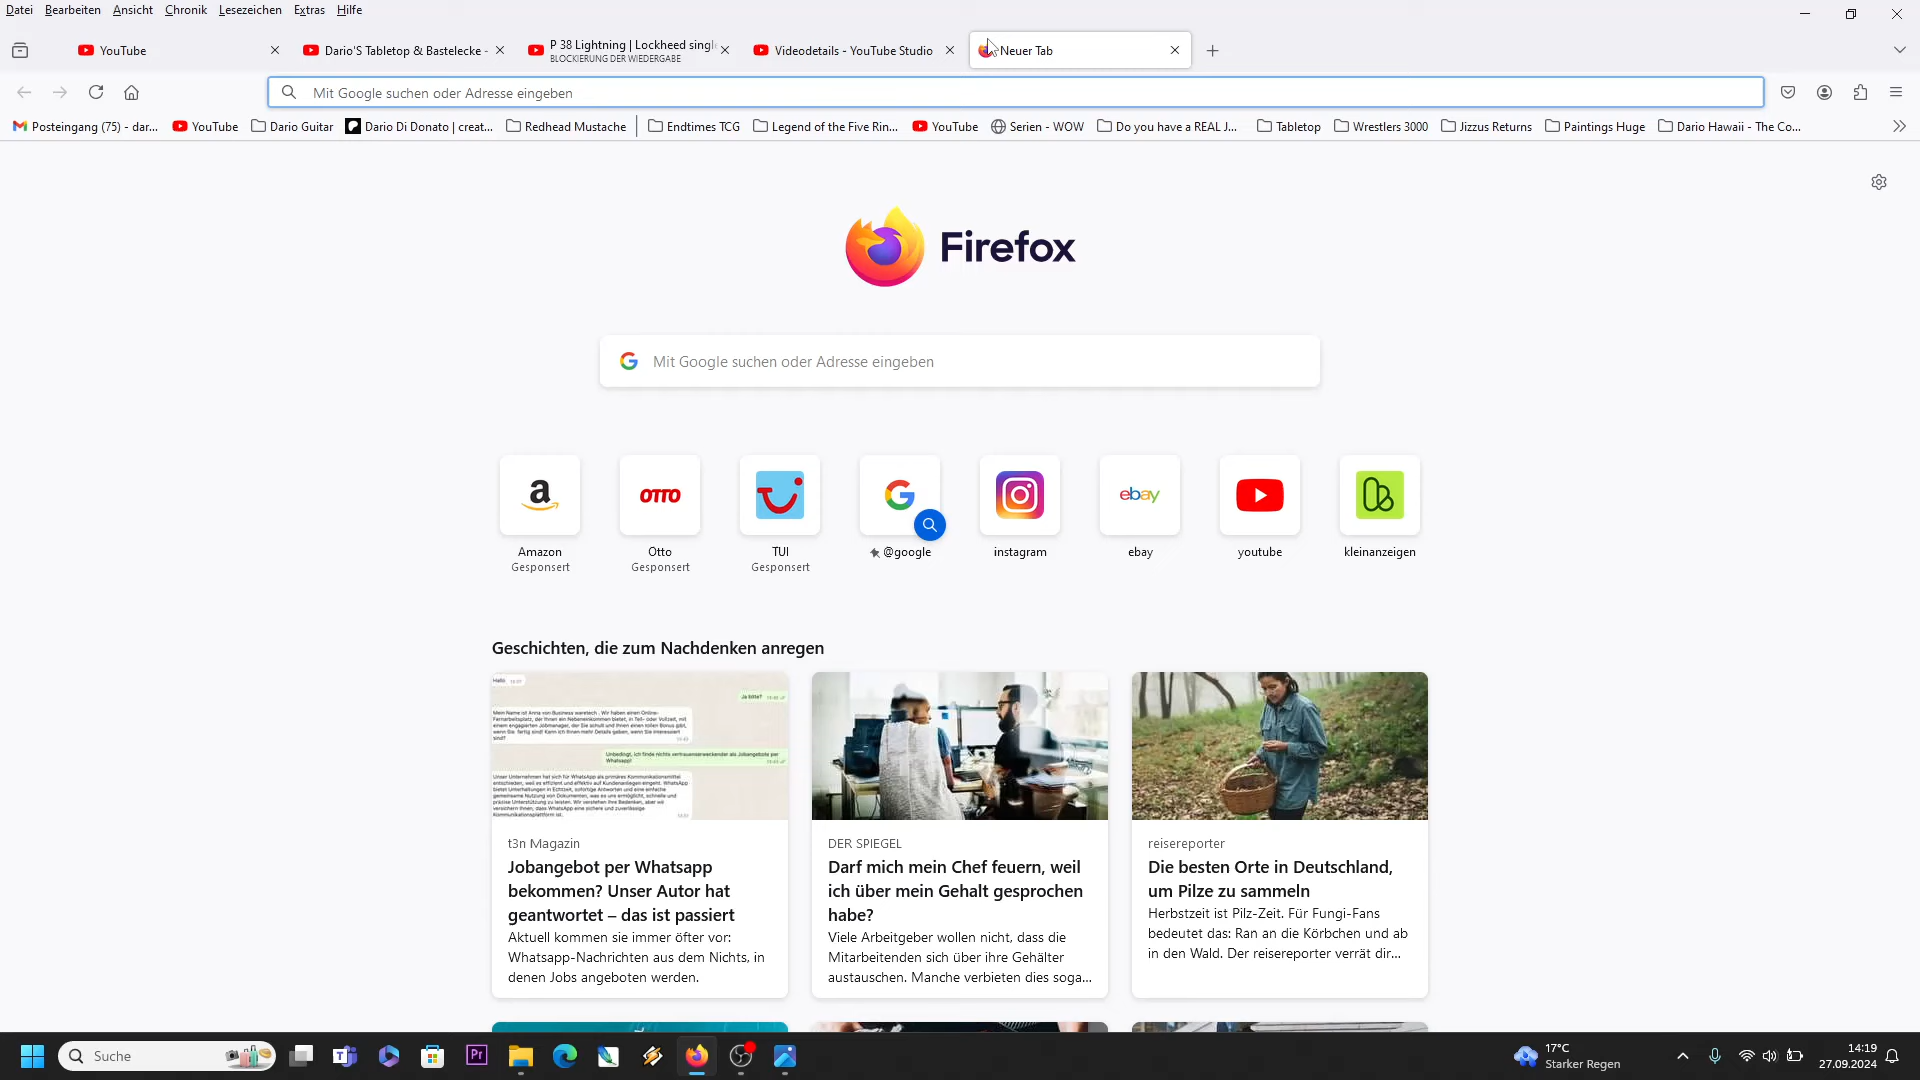 Datei Bearbeiten Ansicht Chronik Lesezeichen Extras Hilfe
YouTube
Dario'S Tabletop & Bastelecke -
P 38 Lightning | Lockheed singl
BLOCKIERUNG DER WIEDERGABE
Videodetails - YouTube Studio
Neuer Tab
Mit Google suchen oder Adresse eingeben
Posteingang (75) - dar... YouTube Dario Guitar Dario Di Donato | creat... Redhead Mustache Endtimes TCG Legend of the Five Rin... YouTube Serien - WOW Do you have a REAL J... Tabletop Wrestlers 3000 Jizzus Returns Paintings Huge Dario Hawaii - The Co...
Firefox
Mit Google suchen oder Adresse eingeben
a OTTO ebay
Amazon Otto TUI @google instagram ebay youtube kleinanzeigen
Gesponsert Gesponsert Gesponsert
Geschichten, die zum Nachdenken anregen
Hello
Ja bitte?
t3n Magazin
Jobangebot per Whatsapp
bekommen? Unser Autor hat
geantwortet – das ist passiert
Aktuell kommen sie immer öfter vor:
Whatsapp-Nachrichten aus dem Nichts, in
denen Jobs angeboten werden.
DER SPIEGEL
Darf mich mein Chef feuern, weil
ich über mein Gehalt gesprochen
habe?
Viele Arbeitgeber wollen nicht, dass die
Mitarbeitenden sich über ihre Gehälter
austauschen. Manche verbieten dies soga...
reisereporter
Die besten Orte in Deutschland,
um Pilze zu sammeln
Herbstzeit ist Pilz-Zeit. Für Fungi-Fans
bedeutet das: Ran an die Körbchen und ab
in den Wald. Der reisereporter verrät dir...
Suche
Pr
17°C
Starker Regen
14:19
27.09.2024